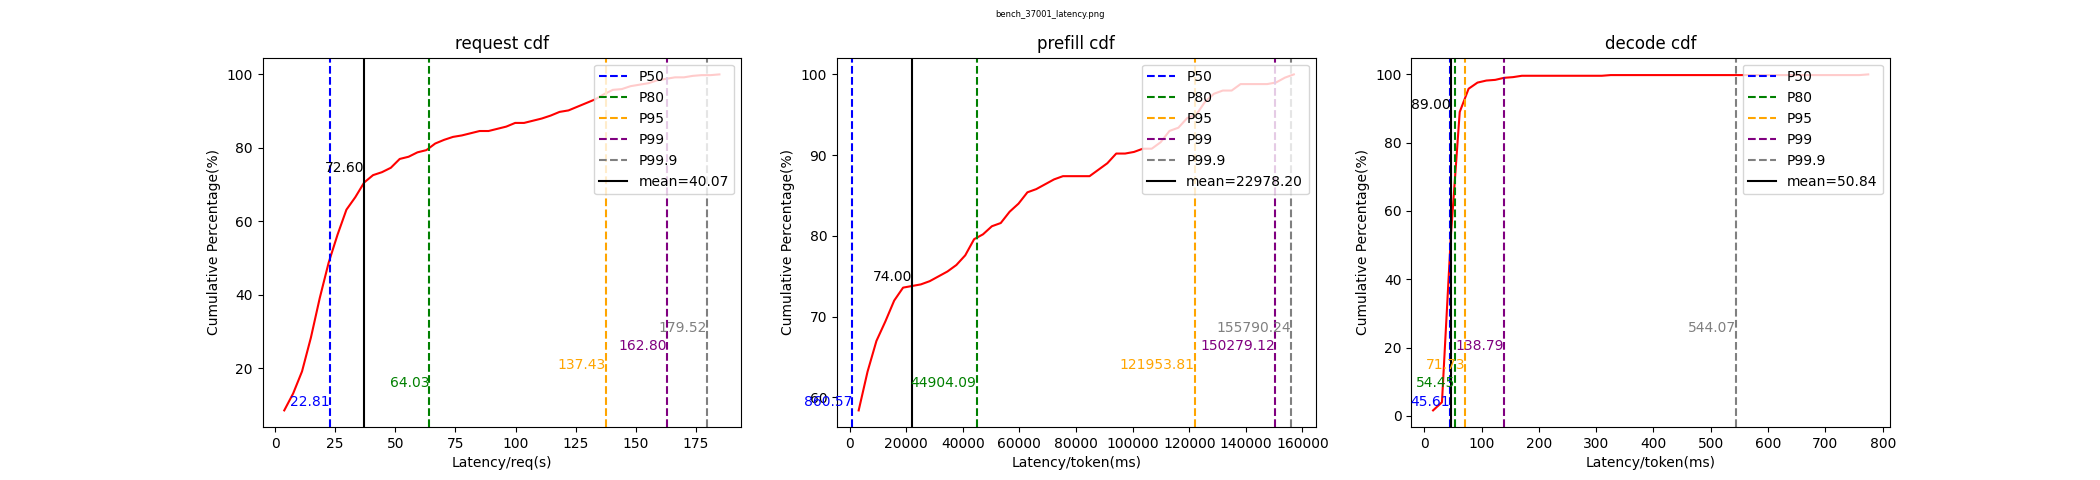 bench_37001_latency.png
request cdf
Cumulative Percentage(%)
100
80
60
40
20
0
25
50
75
100
125
150
175
Latency/req(s)
72.60
22.81
64.03
137.43
162.80
179.52
P50
P80
P95
P99
P99.9
mean=40.07
prefill cdf
Cumulative Percentage(%)
100
90
80
70
60
0
20000
40000
60000
80000
100000
120000
140000
160000
Latency/token(ms)
74.00
860.57
44904.09
121953.81
150279.12
155790.24
P50
P80
P95
P99
P99.9
mean=22978.20
decode cdf
Cumulative Percentage(%)
100
80
60
40
20
0
0
100
200
300
400
500
600
700
800
Latency/token(ms)
89.00
45.61
54.45
71.73
138.79
544.07
P50
P80
P95
P99
P99.9
mean=50.84